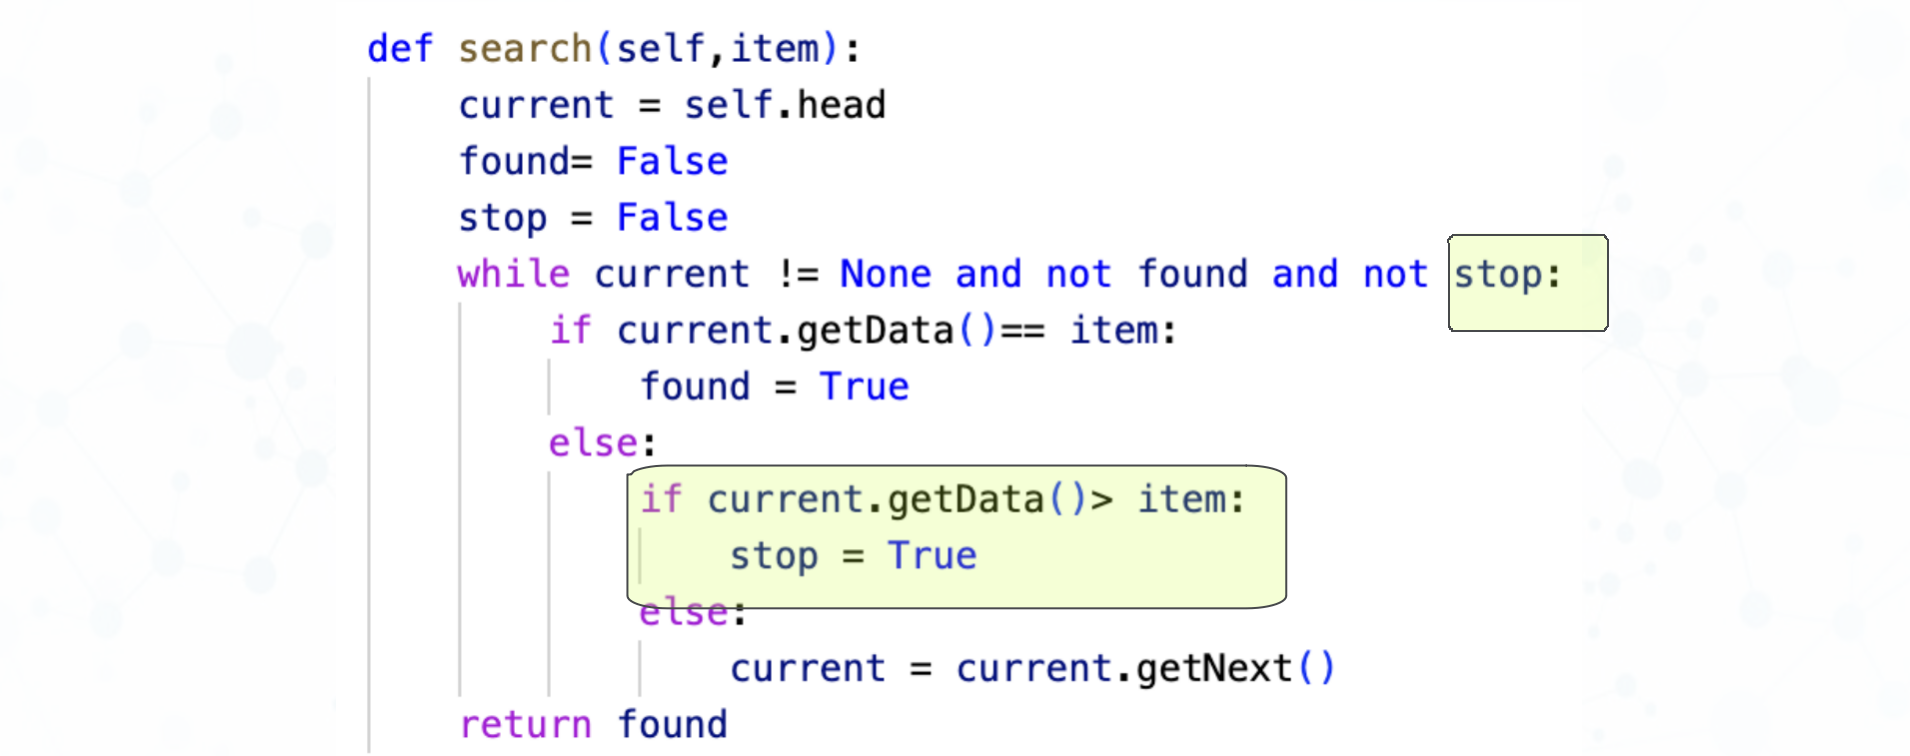 def search(self,item):
    current = self.head
    found= False
    stop = False
    while current != None and not found and not stop:
        if current.getData()== item:
            found = True
        else:
            if current.getData()> item:
                stop = True
            else:
                current = current.getNext()
    return found